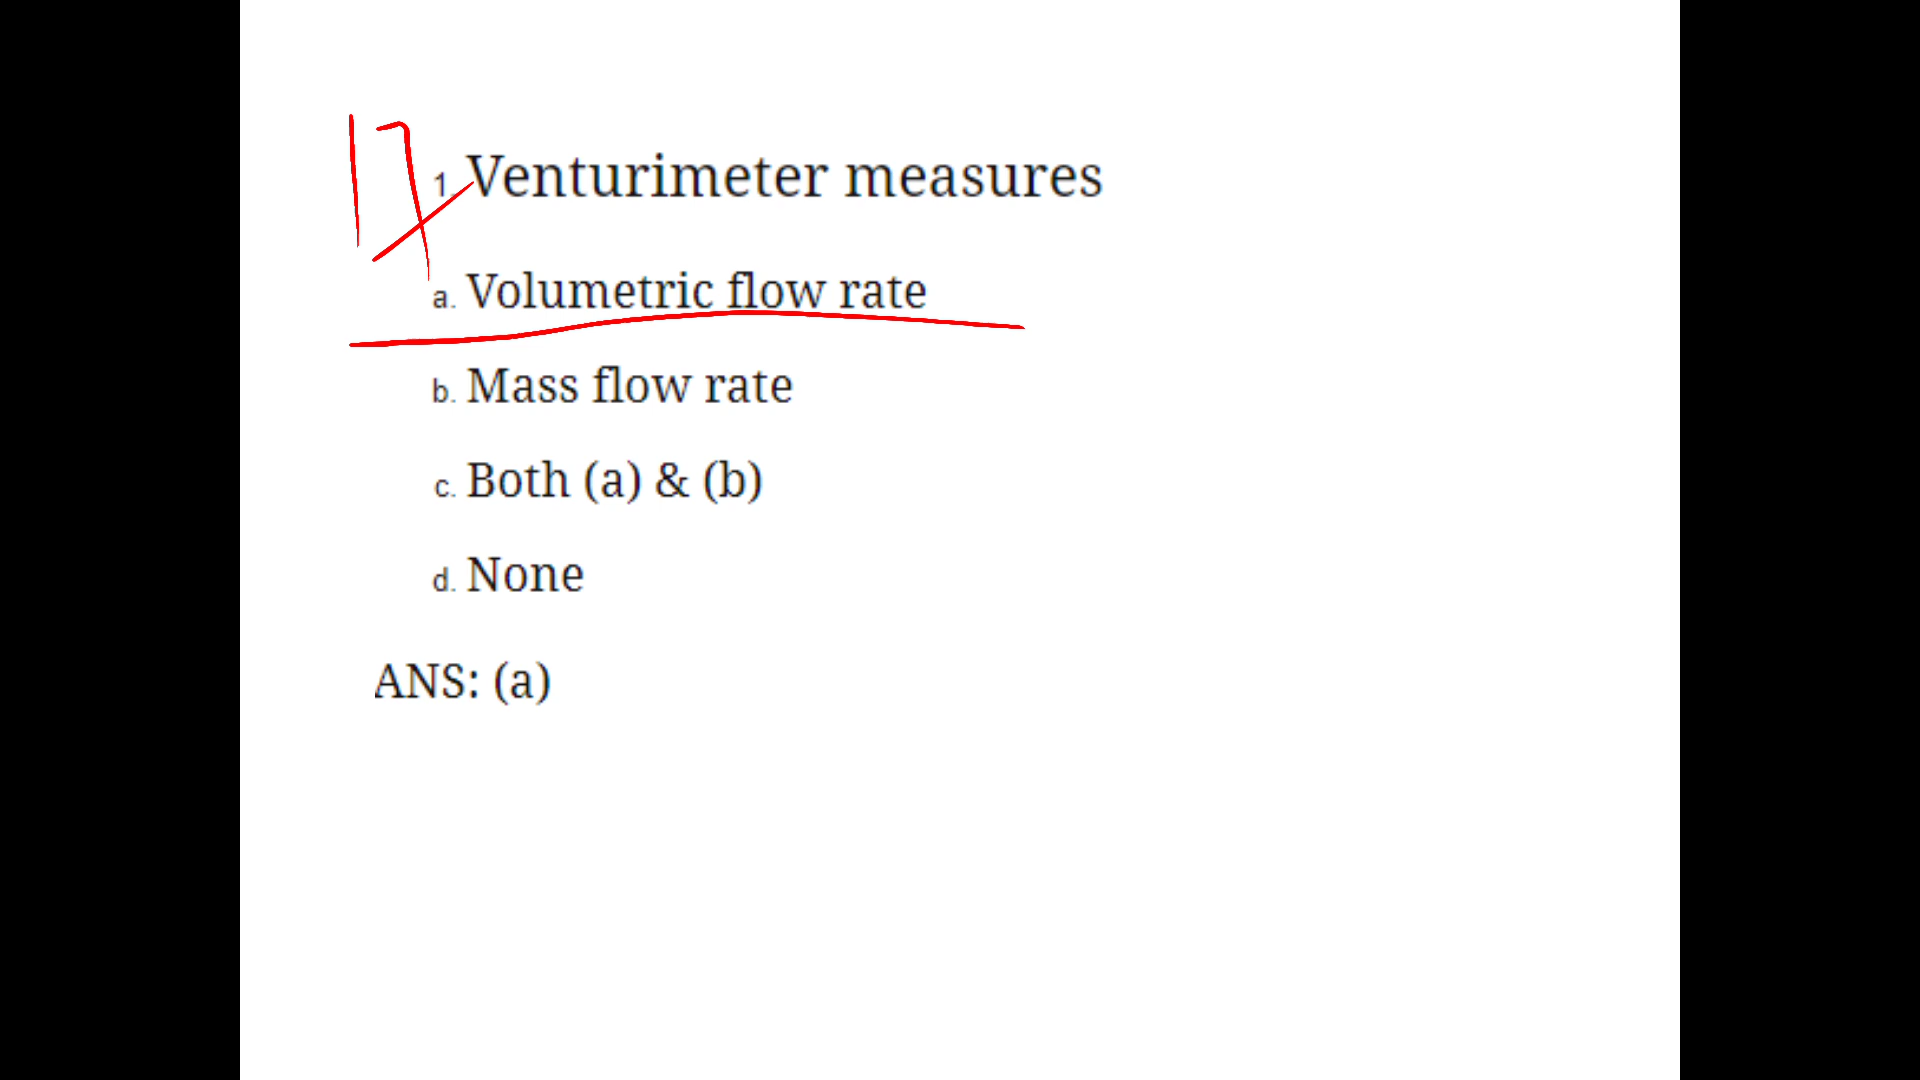 17
1. Venturimeter measures
a. Volumetric flow rate
b. Mass flow rate
c. Both (a) & (b)
d. None
ANS: (a)